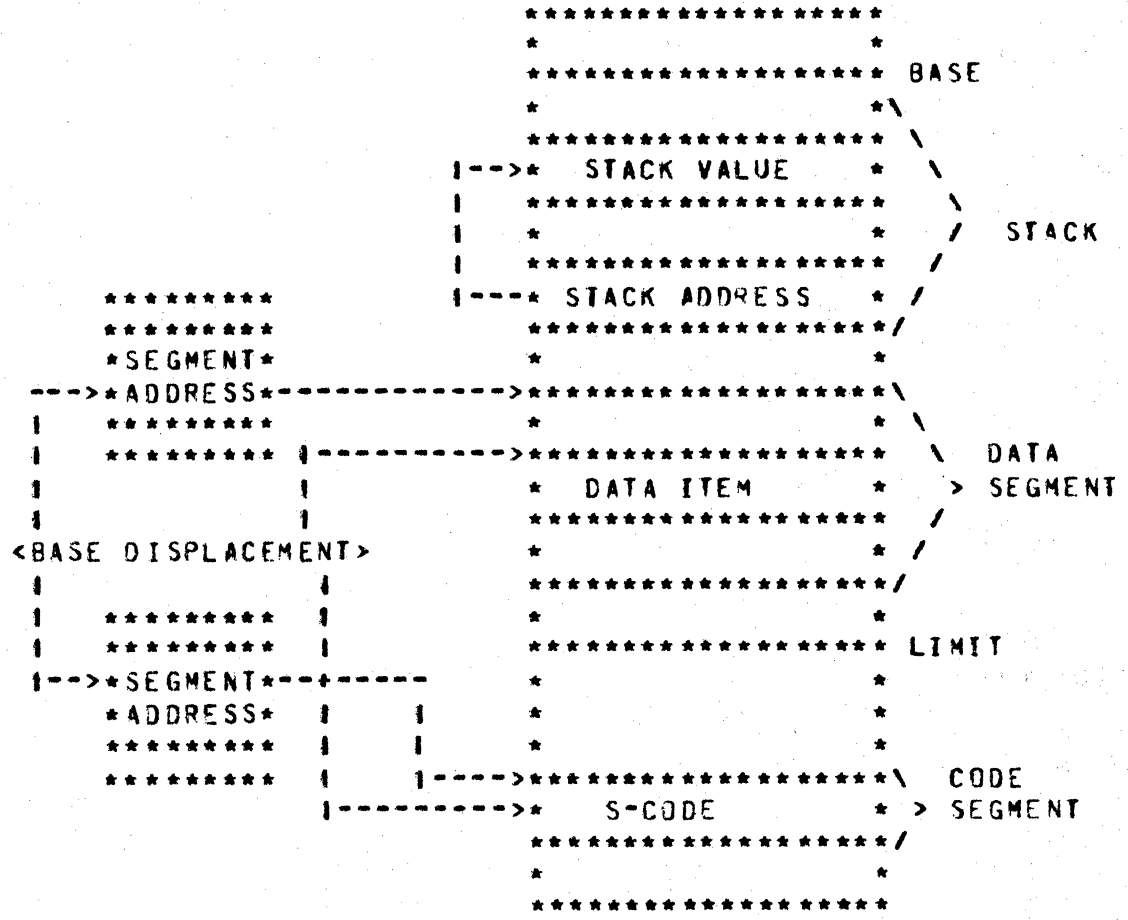 BASE
STACK VALUE
STACK
STACK ADDRESS
*SEGMENT*
--->*ADDRESS*
DATA
DATA ITEM > SEGMENT
<BASE DISPLACEMENT>
LIMIT
-->*SEGMENT*
*ADDRESS*
CODE
S-CODE > SEGMENT